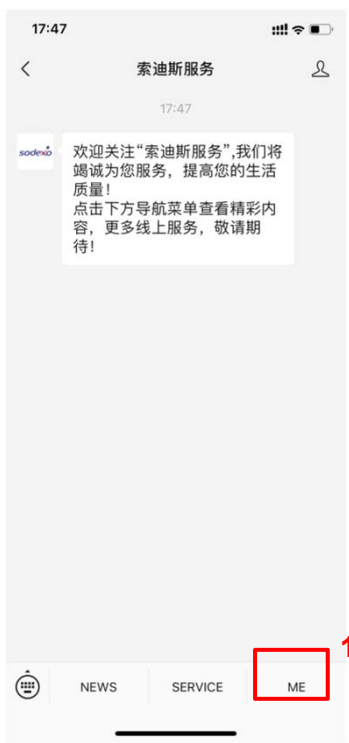 17:47
索迪斯服务
17:47
sodexo
欢迎关注“索迪斯服务”,我们将
竭诚为您服务，提高您的生活
质量！
点击下方导航菜单查看精彩内
容，更多线上服务，敬请期
待！
1
NEWS
SERVICE
ME